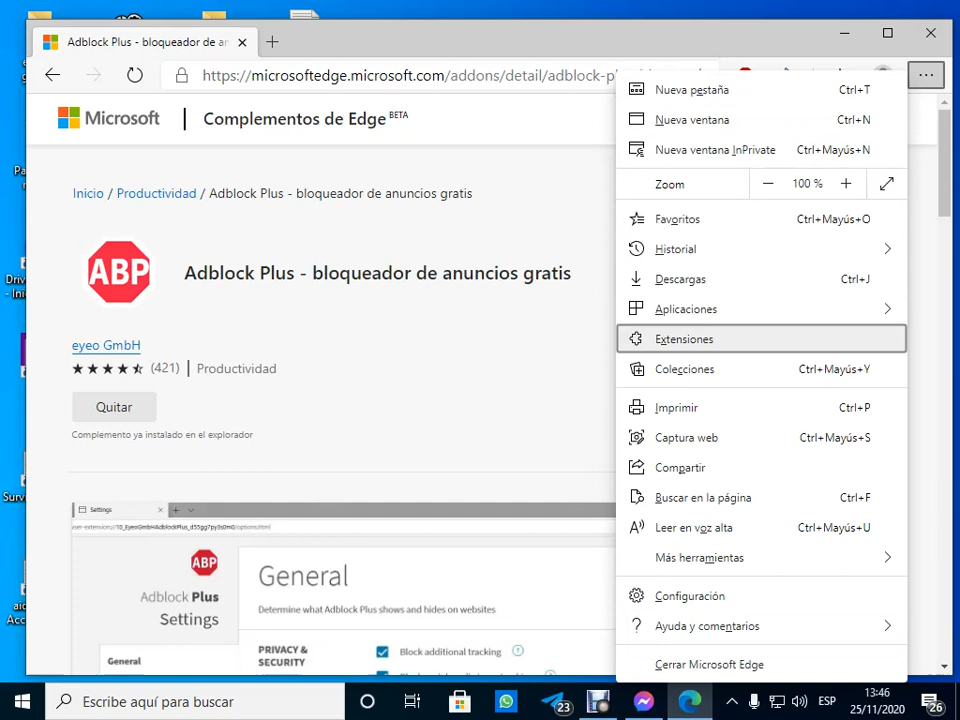 Adblock Plus - bloqueador de an
https://microsoftedge.microsoft.com/addons/detail/adblock-p
Microsoft
Complementos de Edge BETA
Inicio / Productividad / Adblock Plus - bloqueador de anuncios gratis
ABP
Adblock Plus - bloqueador de anuncios gratis
eyeo GmbH
(421) | Productividad
Quitar
Complemento ya instalado en el explorador
Settings
ABP
Adblock Plus
Settings
General
General
Determine what Adblock Plus shows and hides on websites
PRIVACY &
SECURITY
Block additional tracking
Nueva pestaña Ctrl+T
Nueva ventana Ctrl+N
Nueva ventana InPrivate Ctrl+Mayús+N
Zoom 100 %
Favoritos Ctrl+Mayús+O
Historial
Descargas Ctrl+J
Aplicaciones
Extensiones
Colecciones Ctrl+Mayús+Y
Imprimir Ctrl+P
Captura web Ctrl+Mayús+S
Compartir
Buscar en la página Ctrl+F
Leer en voz alta Ctrl+Mayús+U
Más herramientas
Configuración
Ayuda y comentarios
Cerrar Microsoft Edge
Escribe aquí para buscar
23
ESP
13:46
25/11/2020
26